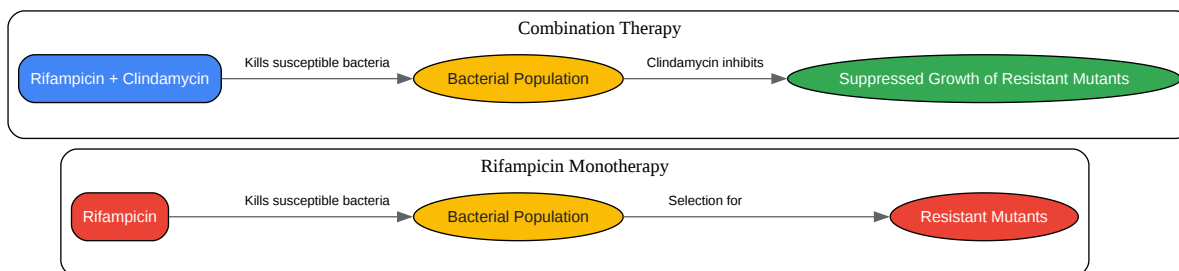 Combination Therapy
Rifampicin + Clindamycin
Kills susceptible bacteria
Bacterial Population
Clindamycin inhibits
Suppressed Growth of Resistant Mutants
Rifampicin Monotherapy
Rifampicin
Kills susceptible bacteria
Bacterial Population
Selection for
Resistant Mutants